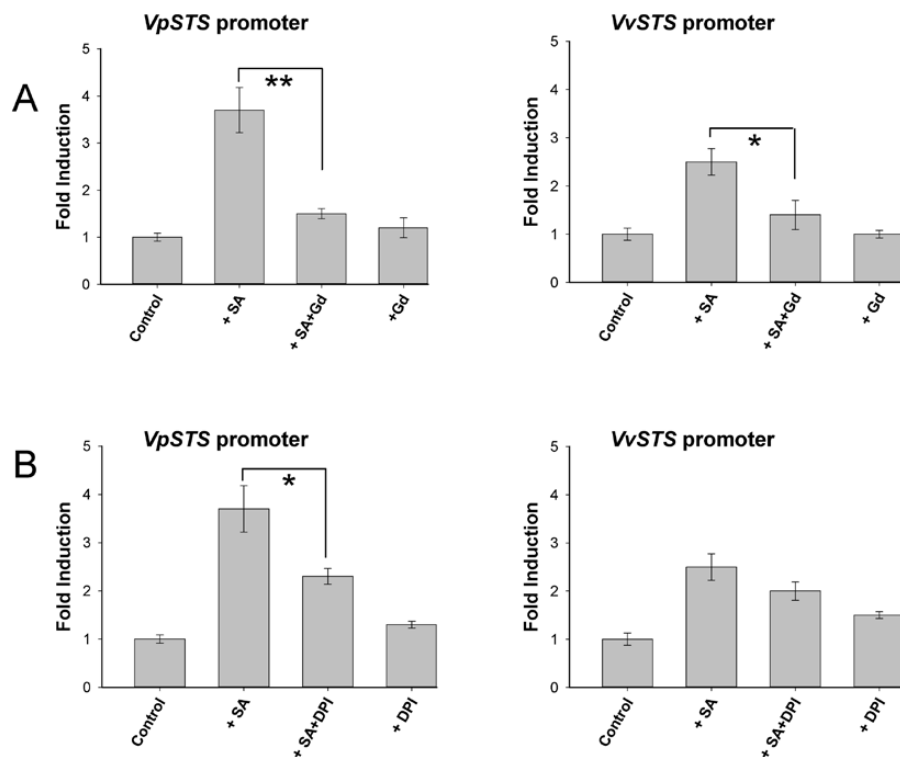 A
VpSTS promoter
Fold Induction
5
4
3
2
1
0
**
Control
+ SA
+ SA+Gd
+Gd
VvSTS promoter
Fold Induction
5
4
3
2
1
0
*
Control
+ SA
+ SA+Gd
+ Gd
B
VpSTS promoter
Fold Induction
5
4
3
2
1
0
*
Control
+ SA
+ SA+DPI
+ DPI
VvSTS promoter
Fold Induction
5
4
3
2
1
0
Control
+ SA
+ SA+DPI
+ DPI